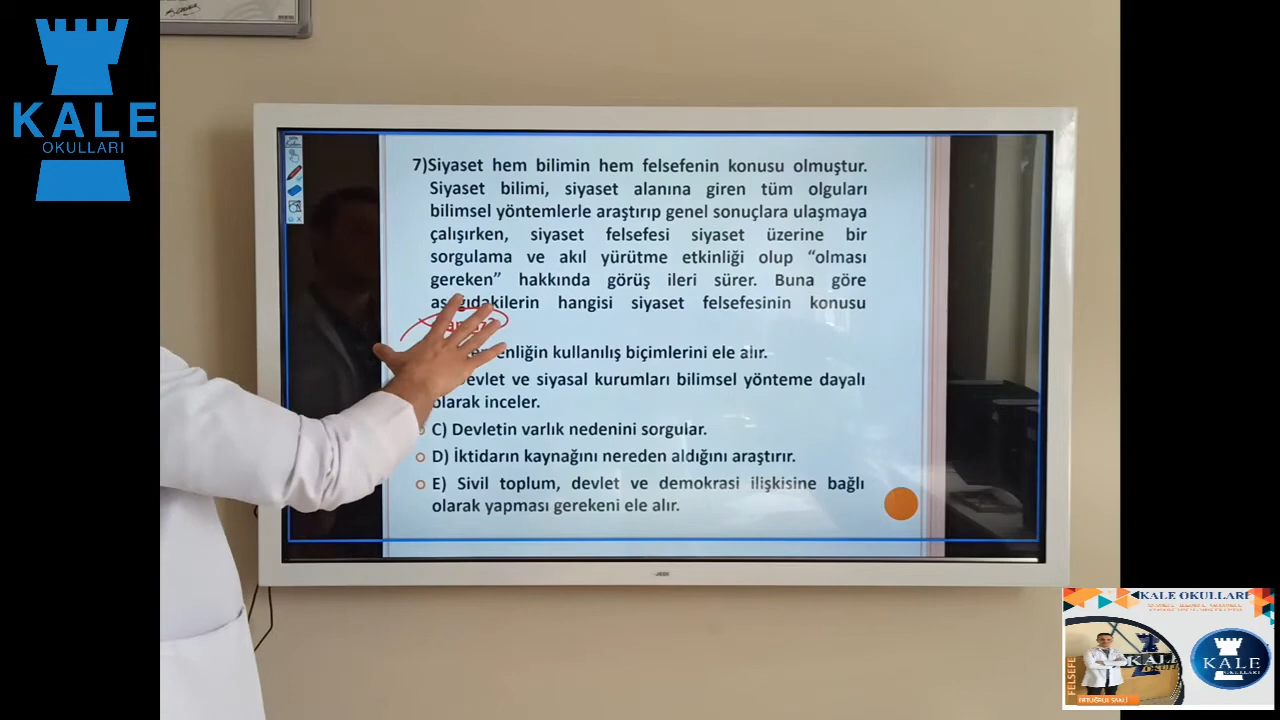 KALE
OKULLARI
7)Siyaset hem bilimin hem felsefenin konusu olmuştur.
Siyaset bilimi, siyaset alanına giren tüm olguları
bilimsel yöntemlerle araştırıp genel sonuçlara ulaşmaya
çalışırken, siyaset felsefesi siyaset üzerine bir
sorgulama ve akıl yürütme etkinliği olup “olması
gereken” hakkında görüş ileri sürer. Buna göre
aşağıdakilerin hangisi siyaset felsefesinin konusu
kullanılış biçimlerini ele alır.
Devlet ve siyasal kurumları bilimsel yönteme dayalı
olarak inceler.
C) Devletin varlık nedenini sorgular.
D) İktidarın kaynağını nereden aldığını araştırır.
E) Sivil toplum, devlet ve demokrasi ilişkisine bağlı
olarak yapması gerekeni ele alır.
KALE OKULLARI
KALE
FELSEFE
KALE
OKULLARI